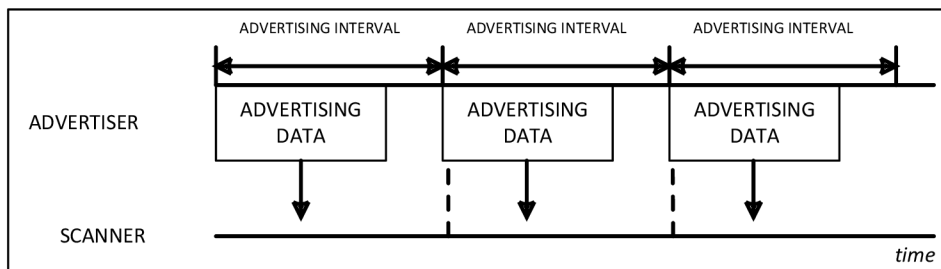 ADVERTISING INTERVAL ADVERTISING INTERVAL ADVERTISING INTERVAL
ADVERTISER
ADVERTISING
DATA
ADVERTISING
DATA
ADVERTISING
DATA
SCANNER
time